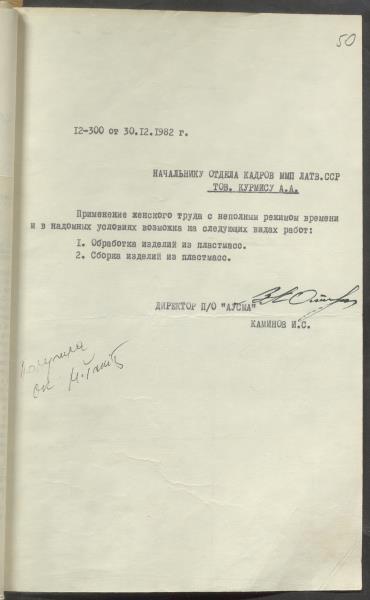 50
12-300 от 30.12.1982 г.
НАЧАЛЬНИКУ ОТДЕЛА КАДРОВ ММП ЛАТВ.ССР
ТОВ. КУРМИСУ А.А.
Применение женского труда с неполным режимом времени
и в надомных условиях возможна на следующих видах работ:
1. Обработка изделий из пластмасс.
2. Сборка изделий из пластмасс.
ДИРЕКТОР П/О "АУСМА"
КАМИНОВ И.С.